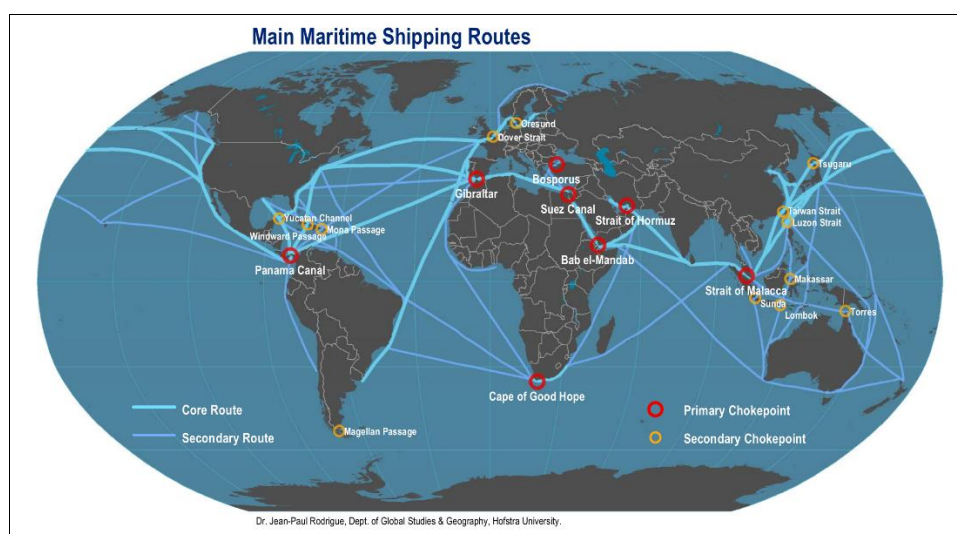 Main Maritime Shipping Routes
Oresund
Dover Strait
Tsugaru
Bosporus
Gibraltar
Suez Canal
Strait of Hormuz
Taiwan Strait
Luzon Strait
Yucatan Channel
Windward Passage
Mona Passage
Bab el-Mandab
Panama Canal
Makassar
Strait of Malacca
Sunda
Lombok
Torres
Cape of Good Hope
Core Route
Primary Chokepoint
Secondary Route
Secondary Chokepoint
Magellan Passage
Dr. Jean-Paul Rodrigue, Dept. of Global Studies & Geography, Hofstra University.